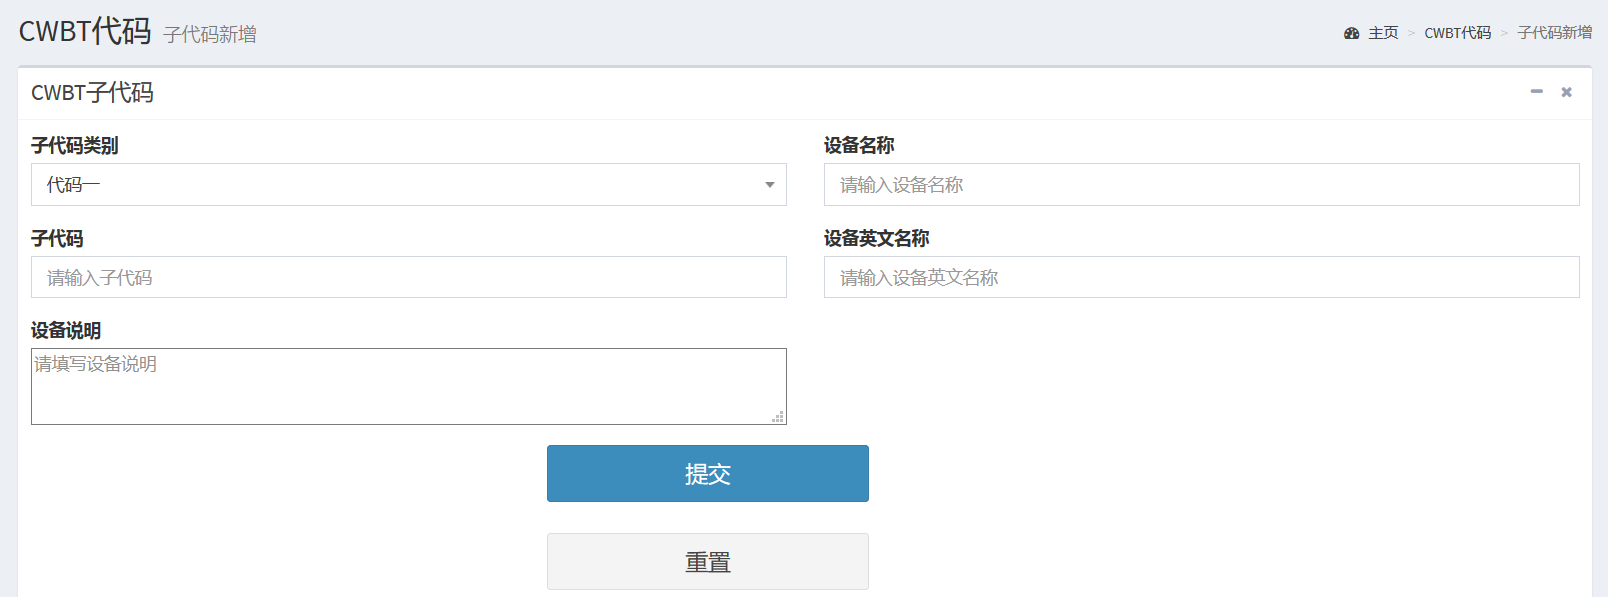 CWBT代码 子代码新增
主页 > CWBT代码 > 子代码新增
CWBT子代码
子代码类别
代码一
设备名称
请输入设备名称
子代码
请输入子代码
设备英文名称
请输入设备英文名称
设备说明
请填写设备说明
提交
重置